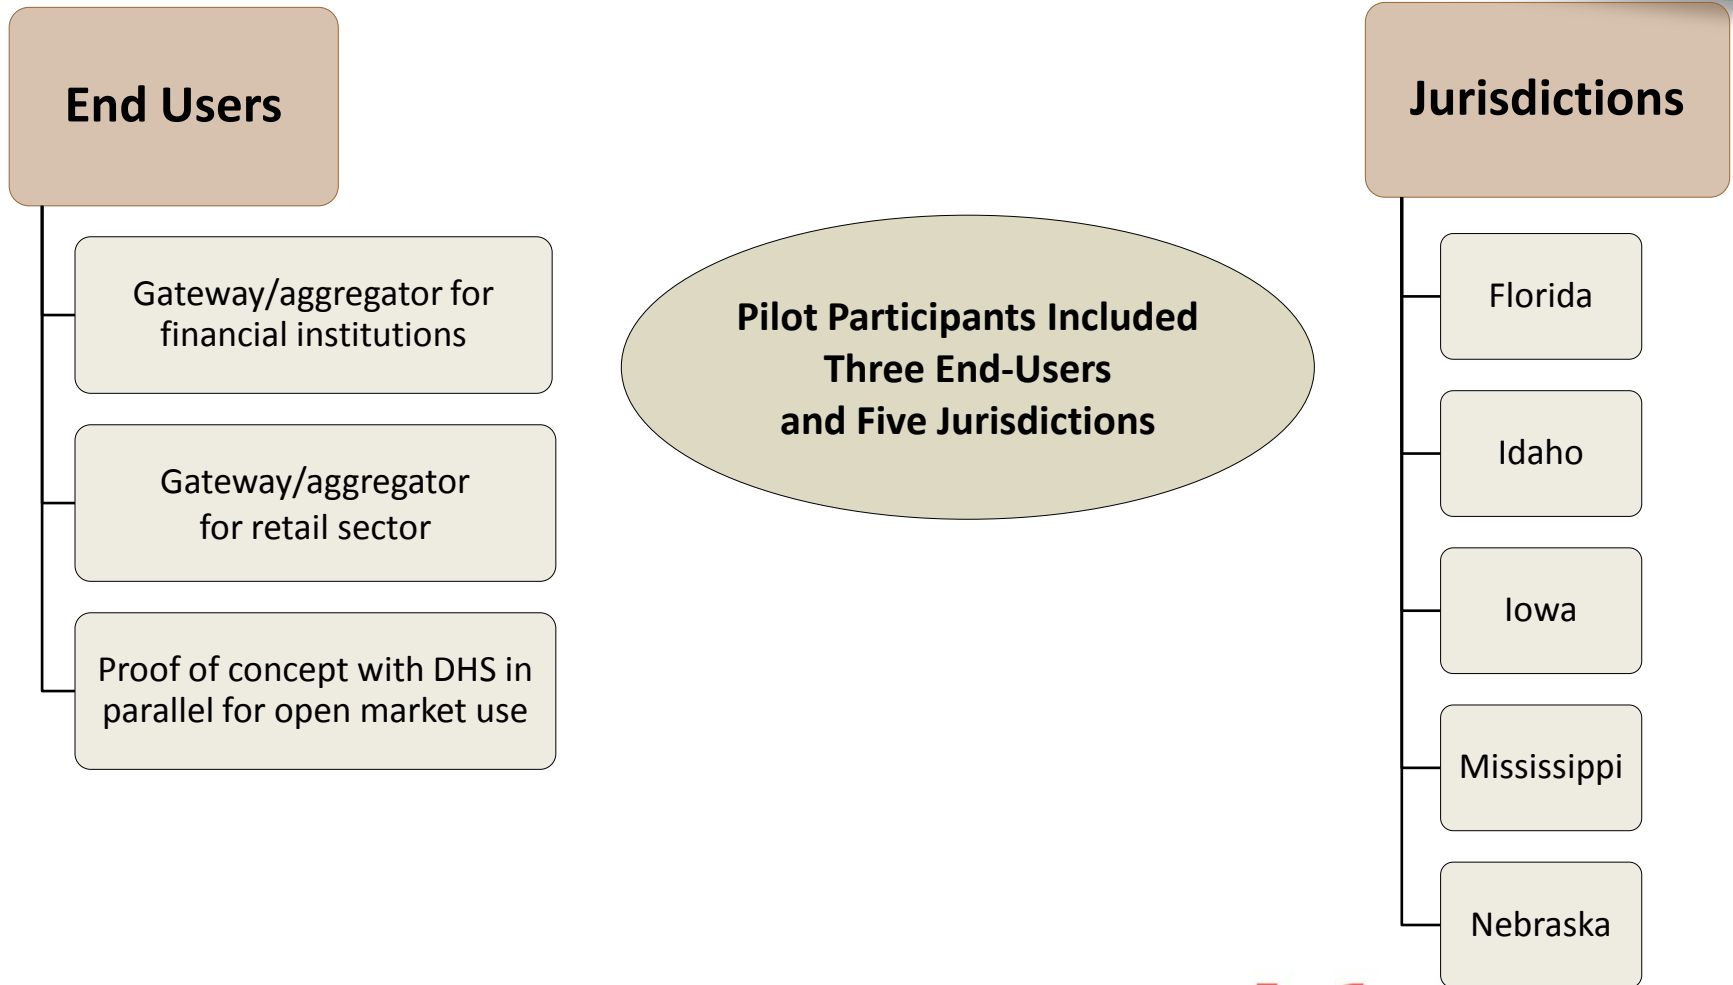 End Users
Gateway/aggregator for
financial institutions
Gateway/aggregator
for retail sector
Proof of concept with DHS in
parallel for open market use
Pilot Participants Included
Three End-Users
and Five Jurisdictions
Jurisdictions
Florida
Idaho
Iowa
Mississippi
Nebraska